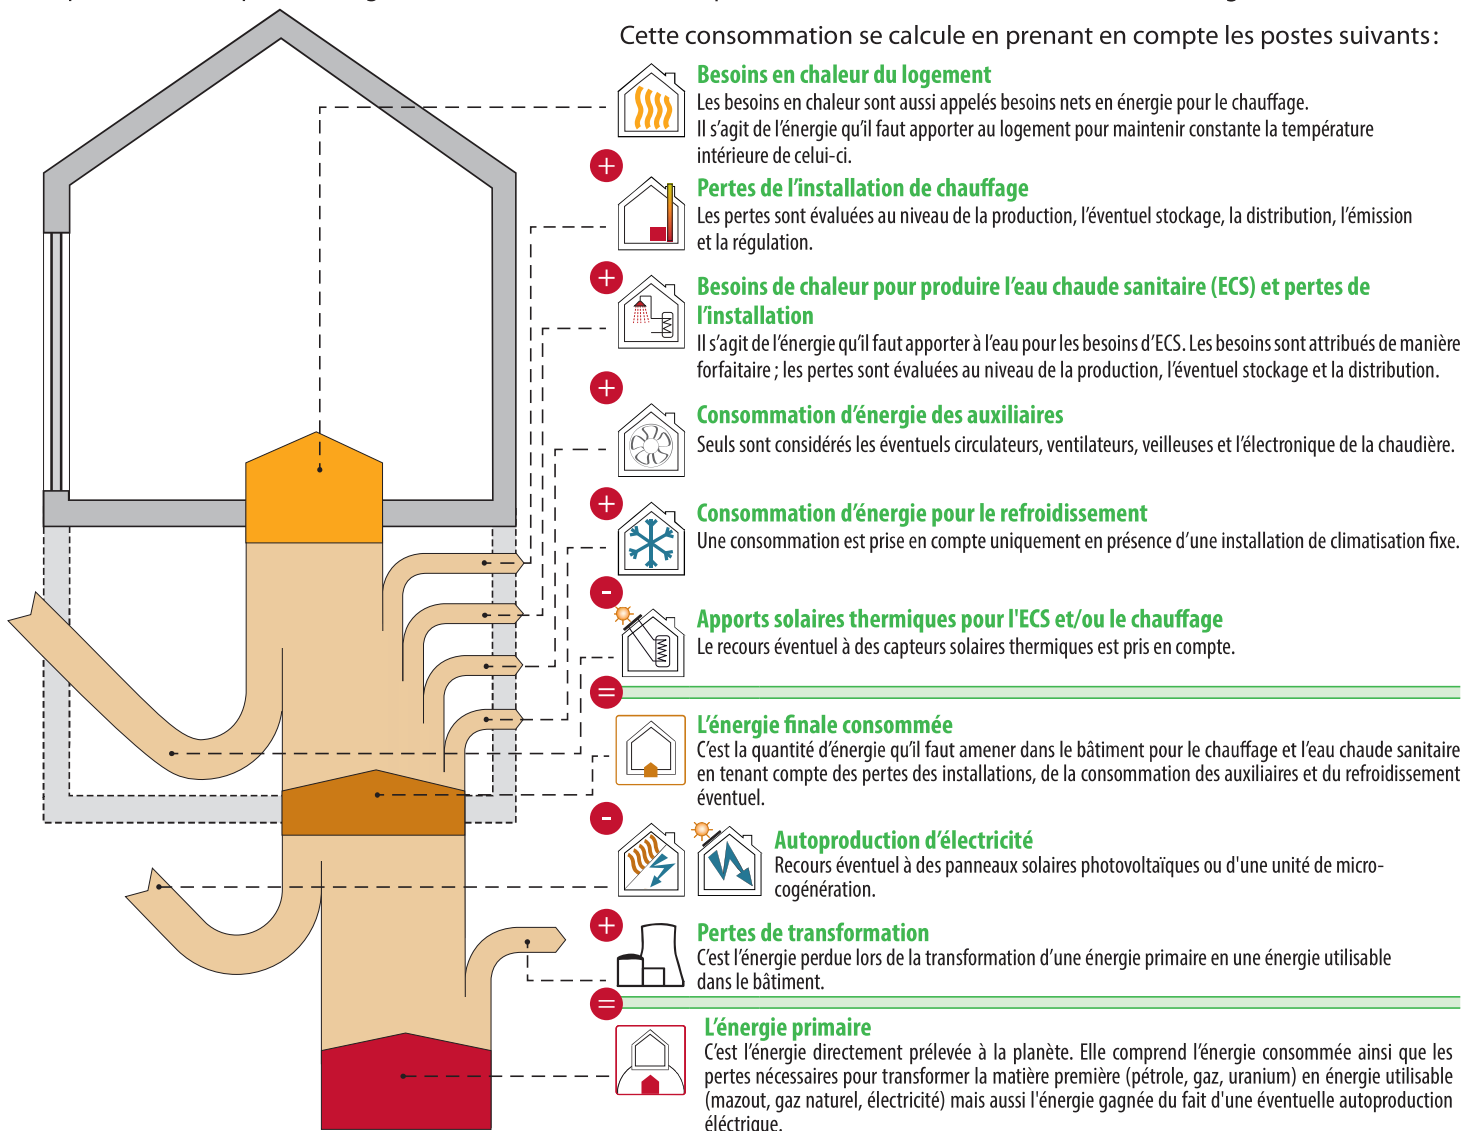 Cette consommation se calcule en prenant en compte les postes suivants :
Besoins en chaleur du logement
Les besoins en chaleur sont aussi appelés besoins nets en énergie pour le chauffage.
Il s'agit de l'énergie qu'il faut apporter au logement pour maintenir constante la température
intérieure de celui-ci.
+
Pertes de l'installation de chauffage
Les pertes sont évaluées au niveau de la production, l'éventuel stockage, la distribution, l'émission
et la régulation.
+
Besoins de chaleur pour produire l'eau chaude sanitaire (ECS) et pertes de
l'installation
Il s'agit de l'énergie qu'il faut apporter à l'eau pour les besoins d'ECS. Les besoins sont attribués de manière
forfaitaire ; les pertes sont évaluées au niveau de la production, l'éventuel stockage et la distribution.
+
Consommation d'énergie des auxiliaires
Seuls sont considérés les éventuels circulateurs, ventilateurs, veilleuses et l'électronique de la chaudière.
+
Consommation d'énergie pour le refroidissement
Une consommation est prise en compte uniquement en présence d'une installation de climatisation fixe.
-
Apports solaires thermiques pour l'ECS et/ou le chauffage
Le recours éventuel à des capteurs solaires thermiques est pris en compte.
=
L'énergie finale consommée
C'est la quantité d'énergie qu'il faut amener dans le bâtiment pour le chauffage et l'eau chaude sanitaire
en tenant compte des pertes des installations, de la consommation des auxiliaires et du refroidissement
éventuel.
-
Autoproduction d'électricité
Recours éventuel à des panneaux solaires photovoltaïques ou d'une unité de micro-
cogénération.
+
Pertes de transformation
C'est l'énergie perdue lors de la transformation d'une énergie primaire en une énergie utilisable
dans le bâtiment.
=
L'énergie primaire
C'est l'énergie directement prélevée à la planète. Elle comprend l'énergie consommée ainsi que les
pertes nécessaires pour transformer la matière première (pétrole, gaz, uranium) en énergie utilisable
(mazout, gaz naturel, électricité) mais aussi l'énergie gagnée du fait d'une éventuelle autoproduction
éléctrique.